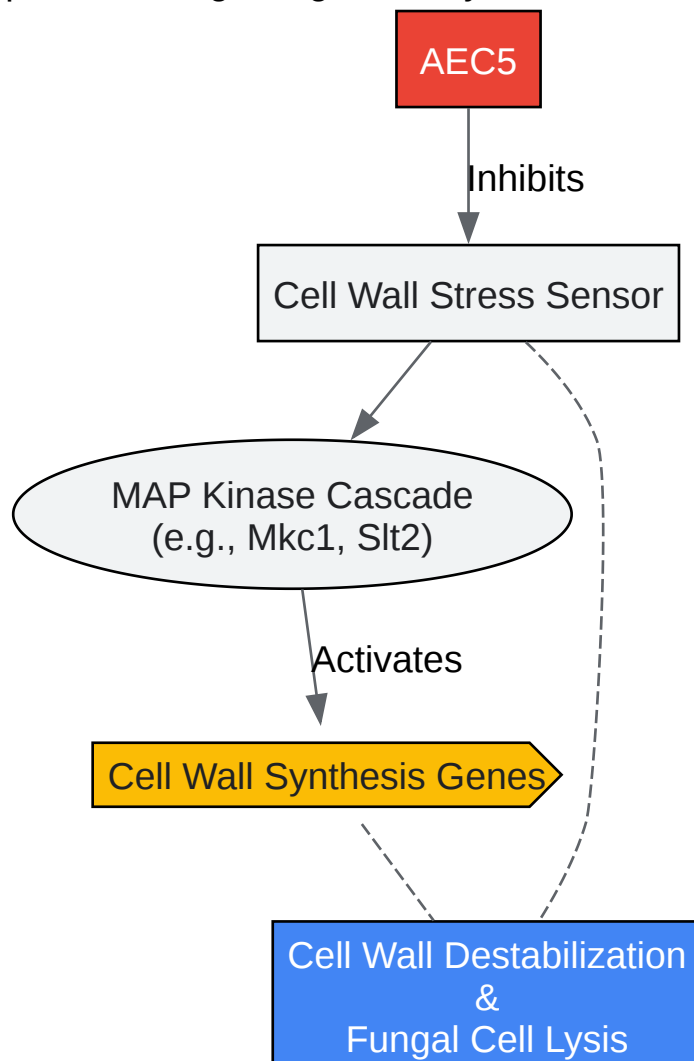 AEC5
Inhibits
Cell Wall Stress Sensor
MAP Kinase Cascade
(e.g., Mkc1, Slt2)
Activates
Cell Wall Synthesis Genes
Cell Wall Destabilization
&
Fungal Cell Lysis